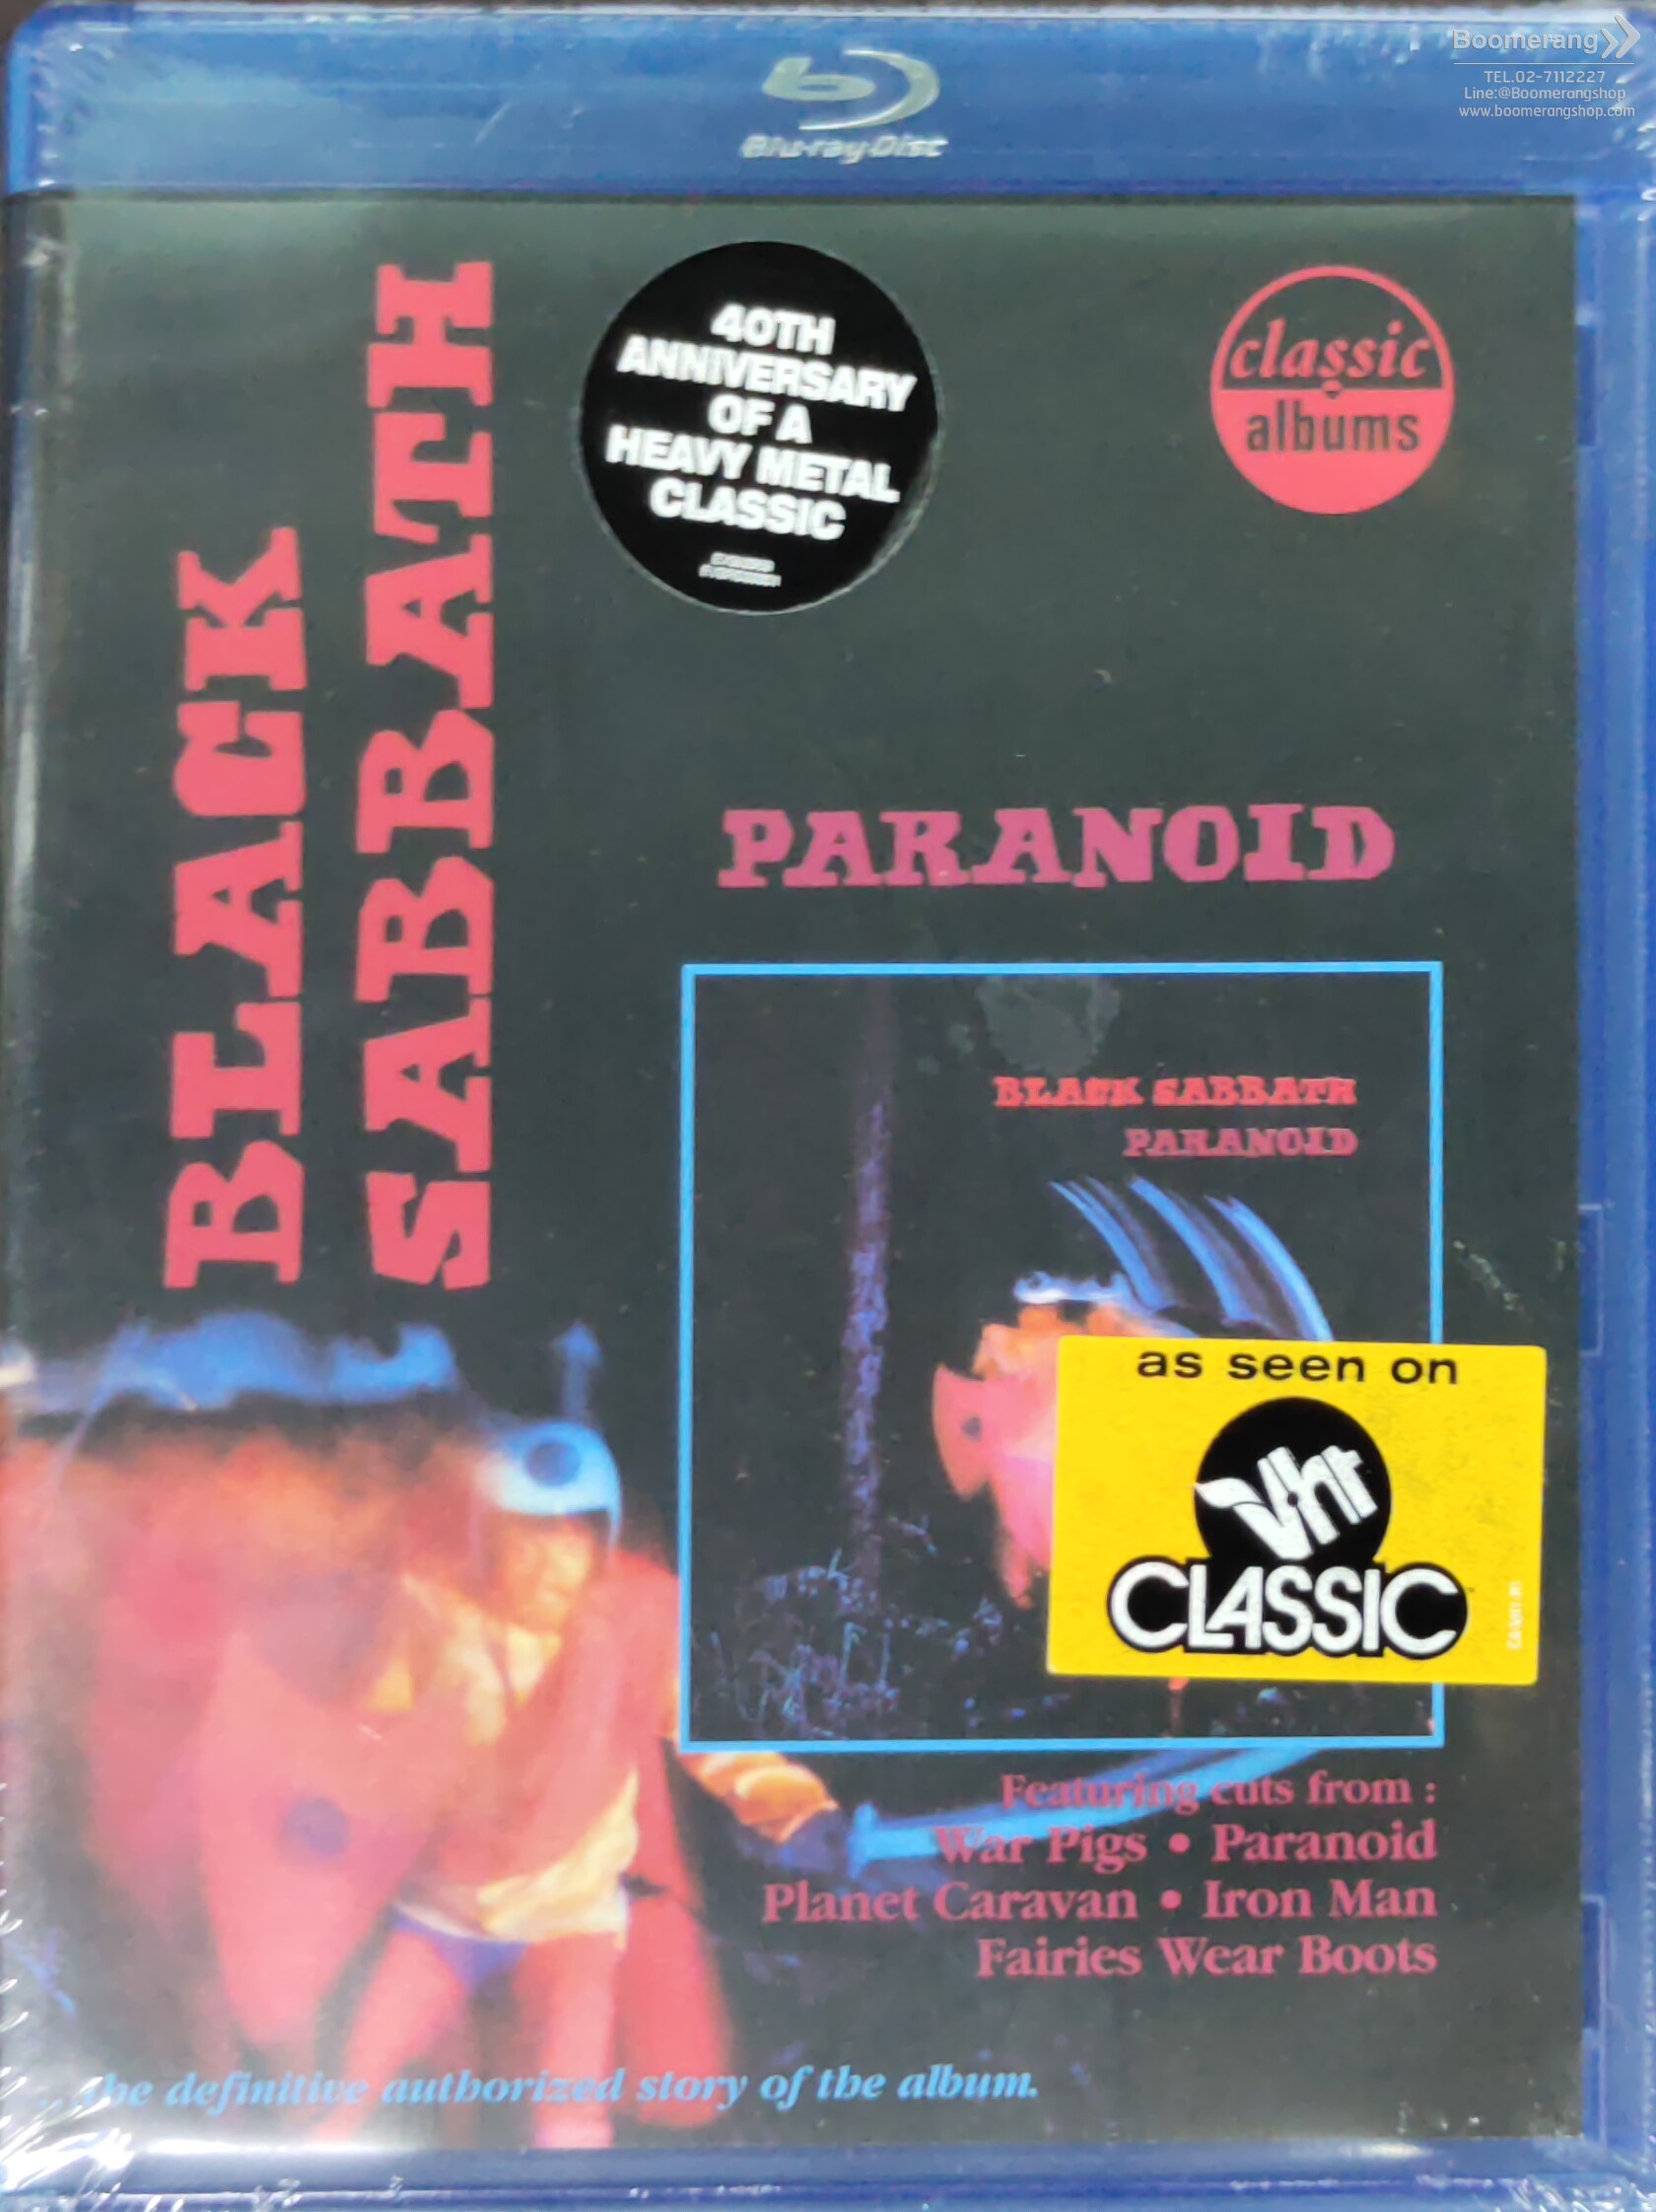 Boomerang
TEL.02-7112227
Line:@Boomerangshop
www.boomerangshop.com
Blu-ray Disc
BLACK
SABBATH
40TH
ANNIVERSARY
OF A
HEAVY METAL
CLASSIC
classic
albums
PARANOID
BLACK SABBATH
PARANOID
as seen on
Vh1
CLASSIC
Featuring cuts from :
War Pigs • Paranoid
Planet Caravan • Iron Man
Fairies Wear Boots
...the definitive authorized story of the album.